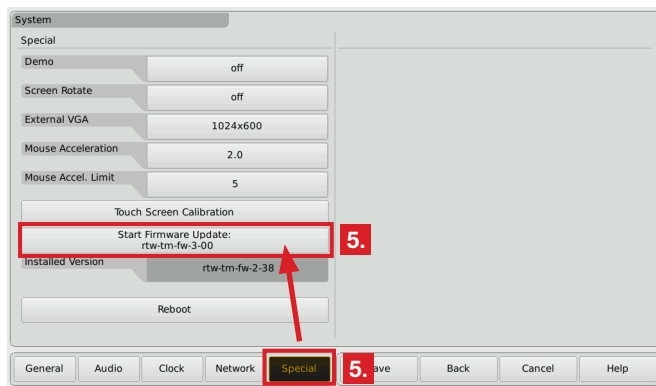 System
Special
Demo
off
Screen Rotate
off
External VGA
1024x600
Mouse Acceleration
2.0
Mouse Accel. Limit
5
Touch Screen Calibration
Start Firmware Update:
rtw-tm-fw-3-00
5.
Installed Version
rtw-tm-fw-2-38
Reboot
General Audio Clock Network Special 5. ave Back Cancel Help